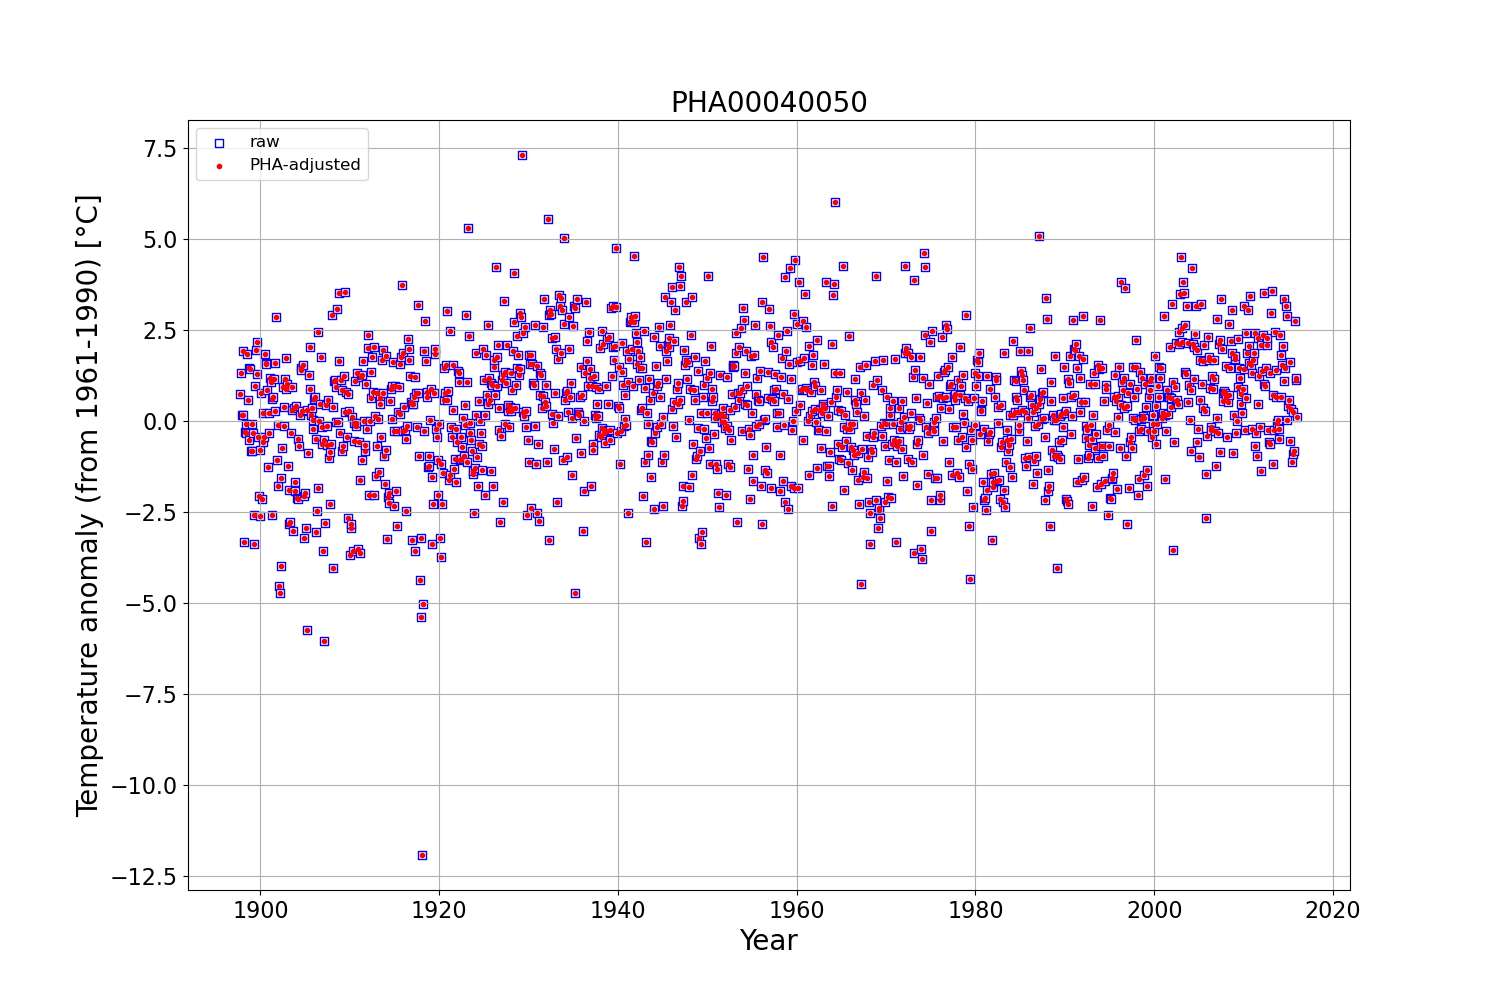 PHA00040050
raw
PHA-adjusted
Temperature anomaly (from 1961-1990) [°C]
7.5
5.0
2.5
0.0
−2.5
−5.0
−7.5
−10.0
−12.5
1900 1920 1940 1960 1980 2000 2020
Year